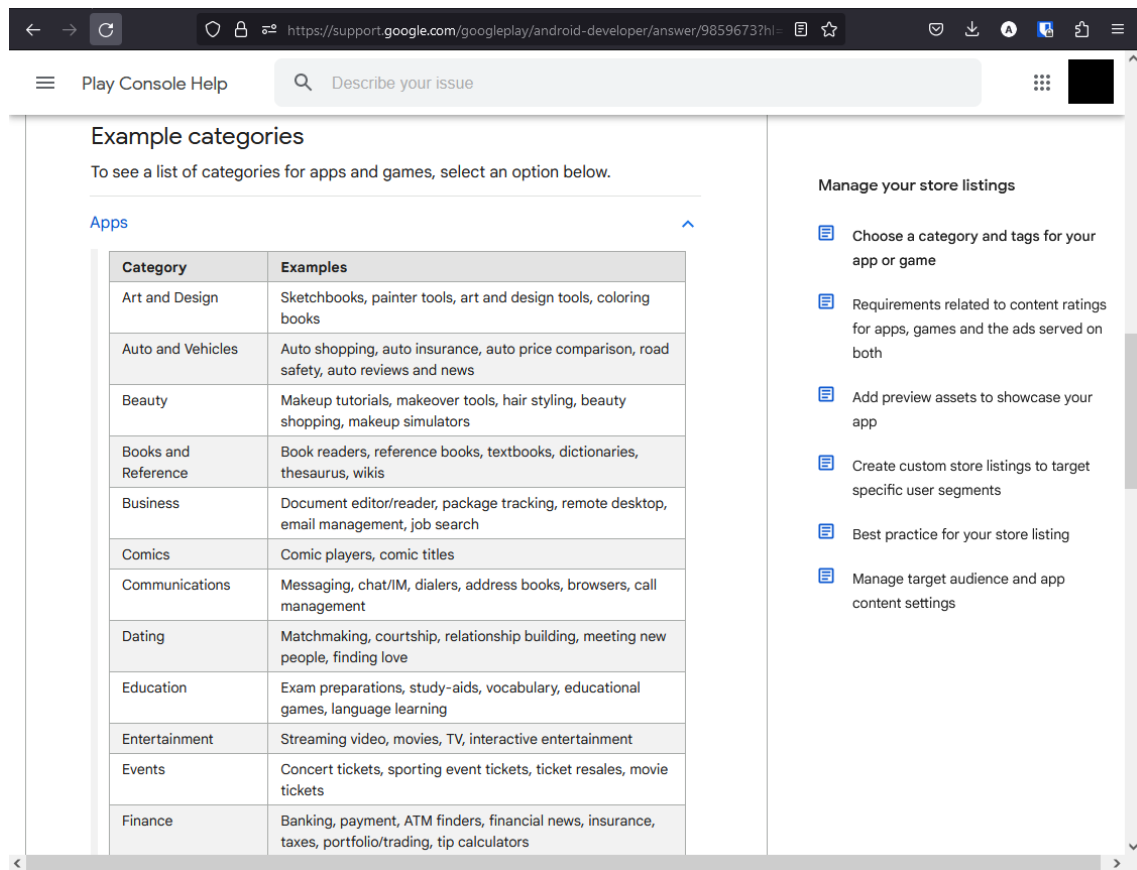 https://support.google.com/googleplay/android-developer/answer/9859673?hl=
A
Play Console Help
Describe your issue
Example categories
To see a list of categories for apps and games, select an option below.
Apps
Category Examples
Art and Design Sketchbooks, painter tools, art and design tools, coloring
books
Auto and Vehicles Auto shopping, auto insurance, auto price comparison, road
safety, auto reviews and news
Beauty Makeup tutorials, makeover tools, hair styling, beauty
shopping, makeup simulators
Books and Book readers, reference books, textbooks, dictionaries,
Reference thesaurus, wikis
Business Document editor/reader, package tracking, remote desktop,
email management, job search
Comics Comic players, comic titles
Communications Messaging, chat/IM, dialers, address books, browsers, call
management
Dating Matchmaking, courtship, relationship building, meeting new
people, finding love
Education Exam preparations, study-aids, vocabulary, educational
games, language learning
Entertainment Streaming video, movies, TV, interactive entertainment
Events Concert tickets, sporting event tickets, ticket resales, movie
tickets
Finance Banking, payment, ATM finders, financial news, insurance,
taxes, portfolio/trading, tip calculators
Manage your store listings
Choose a category and tags for your
app or game
Requirements related to content ratings
for apps, games and the ads served on
both
Add preview assets to showcase your
app
Create custom store listings to target
specific user segments
Best practice for your store listing
Manage target audience and app
content settings